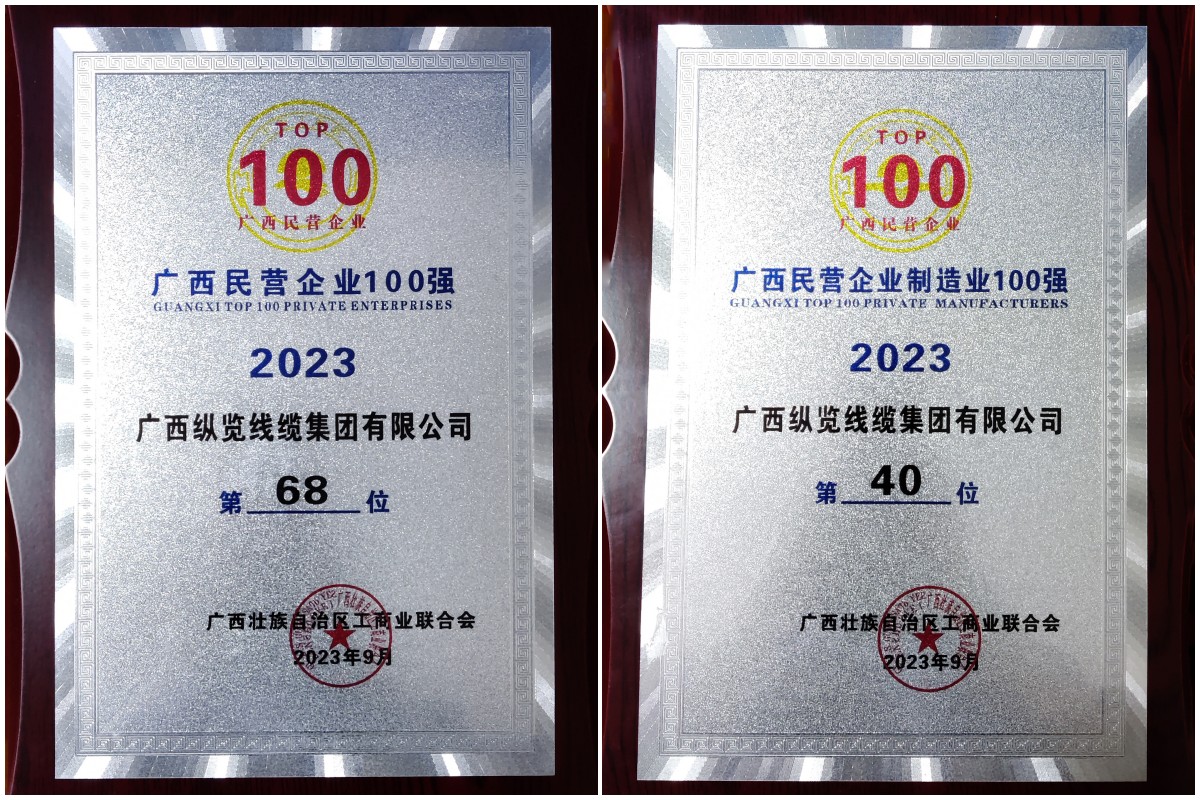 TOP
100
广西民营企业
广西民营企业100强
GUANGXI TOP 100 PRIVATE ENTERPRISES
2023
广西纵览线缆集团有限公司
第 68 位
广西壮族自治区工商业联合会
2023年9月
TOP
100
广西民营企业
广西民营企业制造业100强
GUANGXI TOP 100 PRIVATE MANUFACTURERS
2023
广西纵览线缆集团有限公司
第 40 位
广西壮族自治区工商业联合会
2023年9月